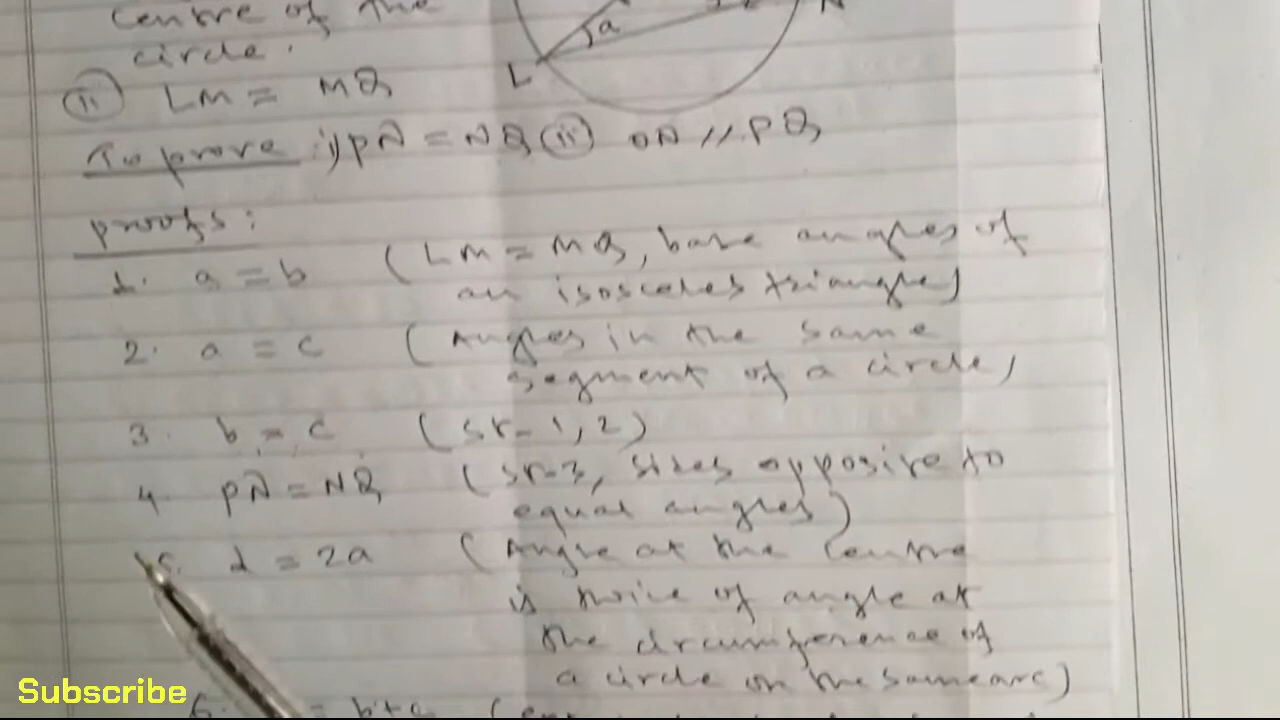 centre of the
circle.
a
N
L
(ii) LM = MQ
To prove i) PN = NQ (ii) ON // PQ
proofs:
1. a = b (LM = MQ, base angles of
an isosceles triangle)
2. a = c (Angles in the same
segment of a circle)
3. b = c (sr-1,2)
4. PN = NQ (sr-3, sides opposite to
equal angles)
5. d = 2a (Angle at the centre
is twice of angle at
the circumference of
a circle on the same arc)
6. = b+c
Subscribe